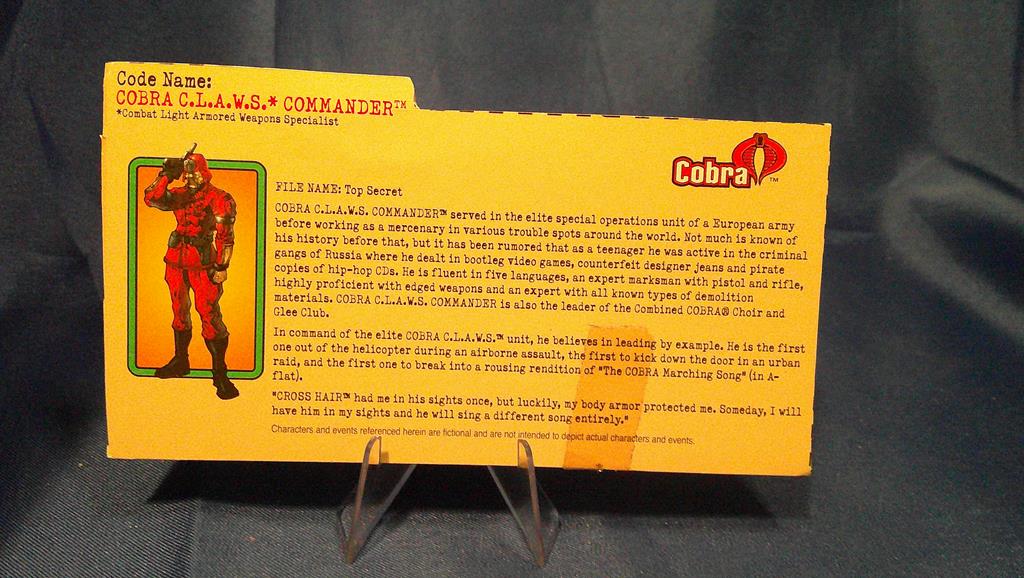 Code Name:
COBRA C.L.A.W.S.* COMMANDER™
*Combat Light Armored Weapons Specialist
Cobra™
FILE NAME: Top Secret
COBRA C.L.A.W.S. COMMANDER™ served in the elite special operations unit of a European army
before working as a mercenary in various trouble spots around the world. Not much is known of
his history before that, but it has been rumored that as a teenager he was active in the criminal
gangs of Russia where he dealt in bootleg video games, counterfeit designer jeans and pirate
copies of hip-hop CDs. He is fluent in five languages, an expert marksman with pistol and rifle,
highly proficient with edged weapons and an expert with all known types of demolition
materials. COBRA C.L.A.W.S. COMMANDER is also the leader of the Combined COBRA® Choir and
Glee Club.
In command of the elite COBRA C.L.A.W.S.™ unit, he believes in leading by example. He is the first
one out of the helicopter during an airborne assault, the first to kick down the door in an urban
raid, and the first one to break into a rousing rendition of "The COBRA Marching Song" (in A-
flat).
"CROSS HAIR™ had me in his sights once, but luckily, my body armor protected me. Someday, I will
have him in my sights and he will sing a different song entirely."
Characters and events referenced herein are fictional and are not intended to depict actual characters and events.